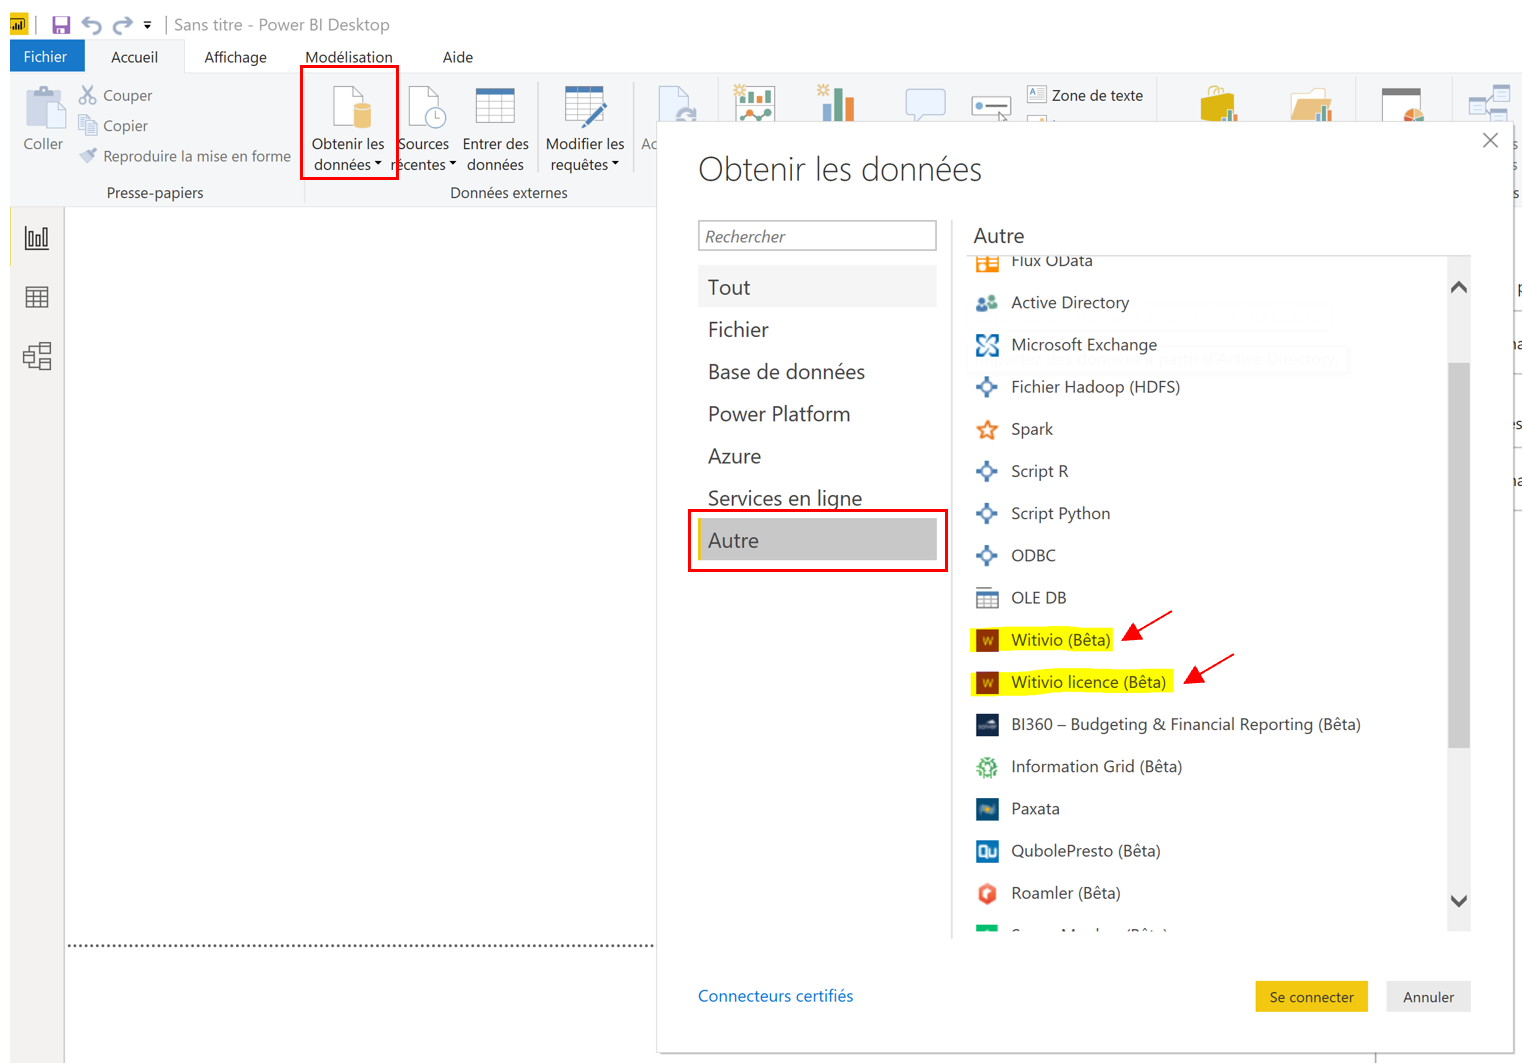 Sans titre - Power BI Desktop
Fichier
Accueil
Affichage
Modélisation
Aide
Coller
Couper
Copier
Reproduire la mise en forme
Presse-papiers
Obtenir les
données
Sources
récentes
Entrer des
données
Modifier les
requêtes
Données externes
Zone de texte
Obtenir les données
Rechercher
Tout
Fichier
Base de données
Power Platform
Azure
Services en ligne
Autre
Autre
Flux OData
Active Directory
Microsoft Exchange
Fichier Hadoop (HDFS)
Spark
Script R
Script Python
ODBC
OLE DB
W Witivio (Bêta)
W Witivio licence (Bêta)
BI360 – Budgeting & Financial Reporting (Bêta)
Information Grid (Bêta)
Paxata
Qu QubolePresto (Bêta)
Roamler (Bêta)
Connecteurs certifiés
Se connecter
Annuler